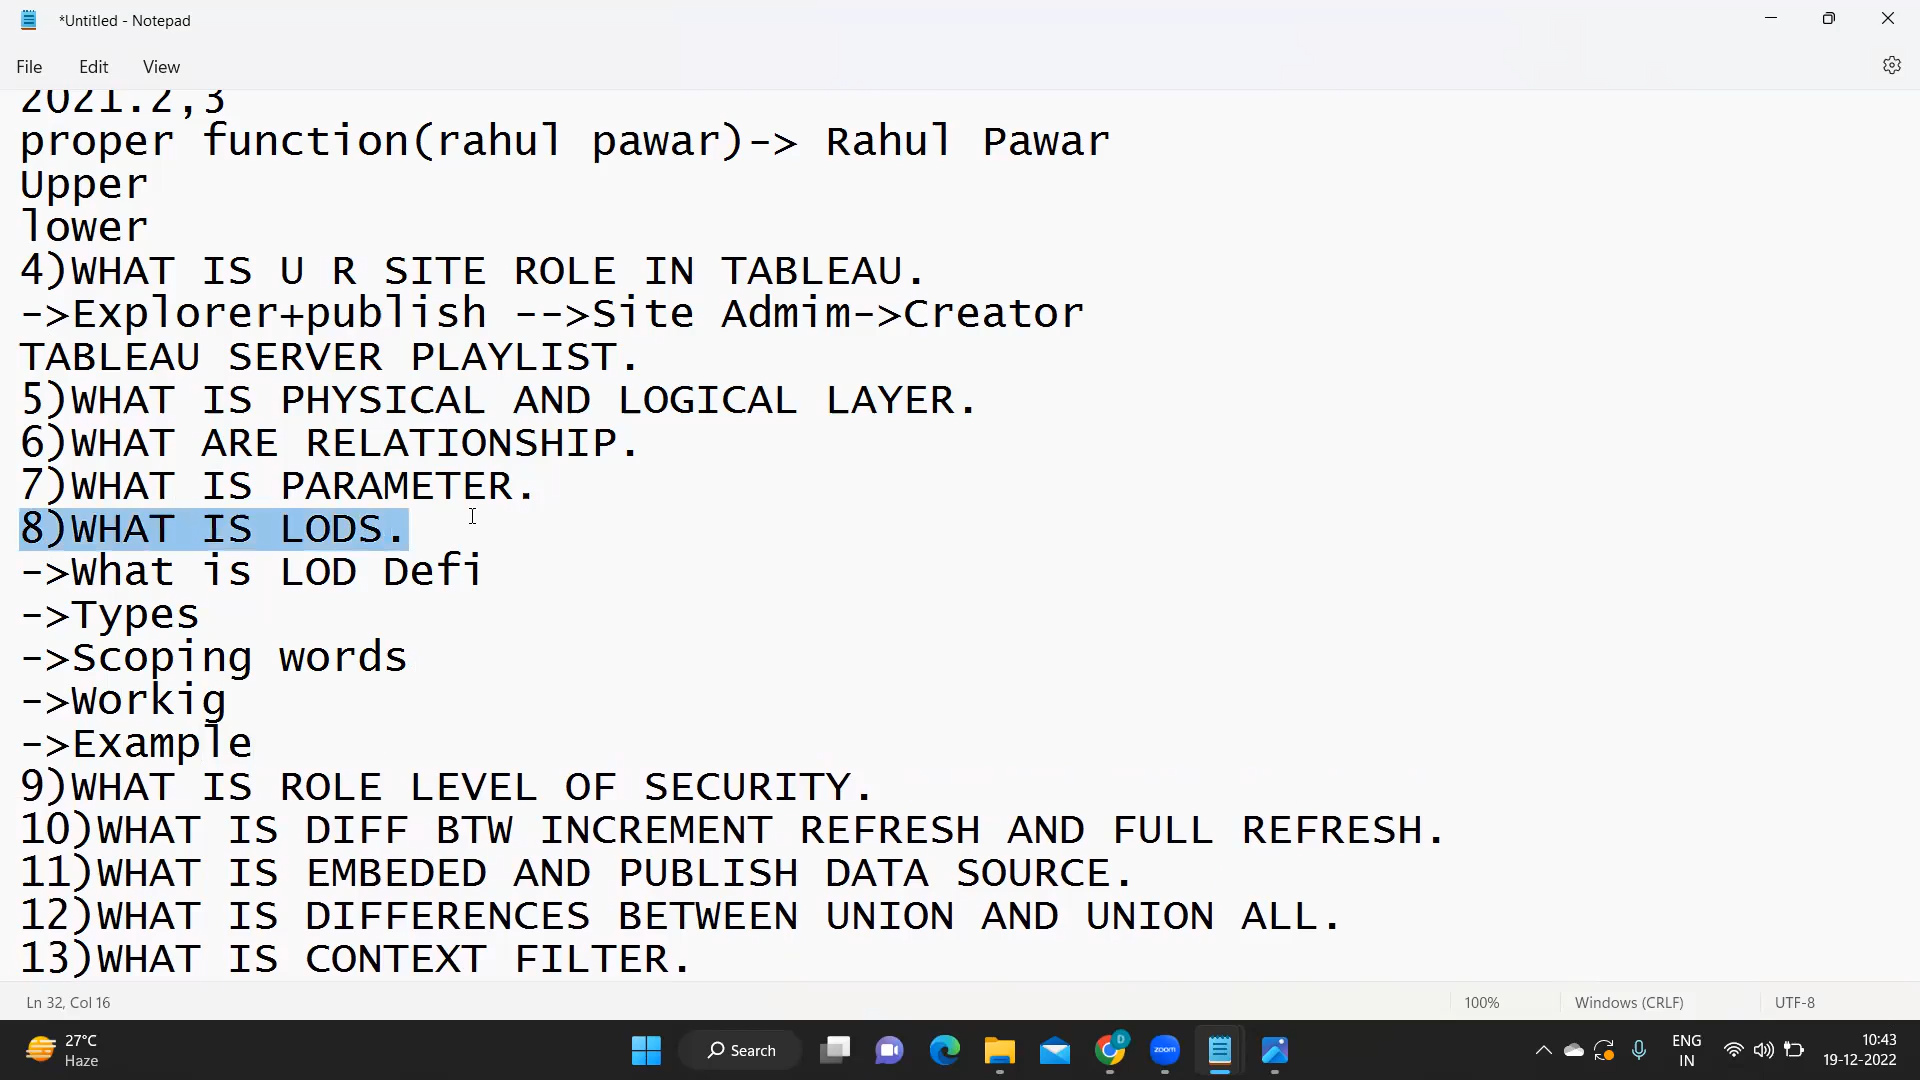 *Untitled - Notepad
File Edit View
2021.2,3
proper function(rahul pawar)-> Rahul Pawar
Upper
lower
4)WHAT IS U R SITE ROLE IN TABLEAU.
->Explorer+publish -->Site Admim->Creator
TABLEAU SERVER PLAYLIST.
5)WHAT IS PHYSICAL AND LOGICAL LAYER.
6)WHAT ARE RELATIONSHIP.
7)WHAT IS PARAMETER.
8)WHAT IS LODS.
->What is LOD Defi
->Types
->Scoping words
->Workig
->Example
9)WHAT IS ROLE LEVEL OF SECURITY.
10)WHAT IS DIFF BTW INCREMENT REFRESH AND FULL REFRESH.
11)WHAT IS EMBEDED AND PUBLISH DATA SOURCE.
12)WHAT IS DIFFERENCES BETWEEN UNION AND UNION ALL.
13)WHAT IS CONTEXT FILTER.
Ln 32, Col 16 100% Windows (CRLF) UTF-8
27°C
Haze
Search
zoom
D
ENG
IN
10:43
19-12-2022